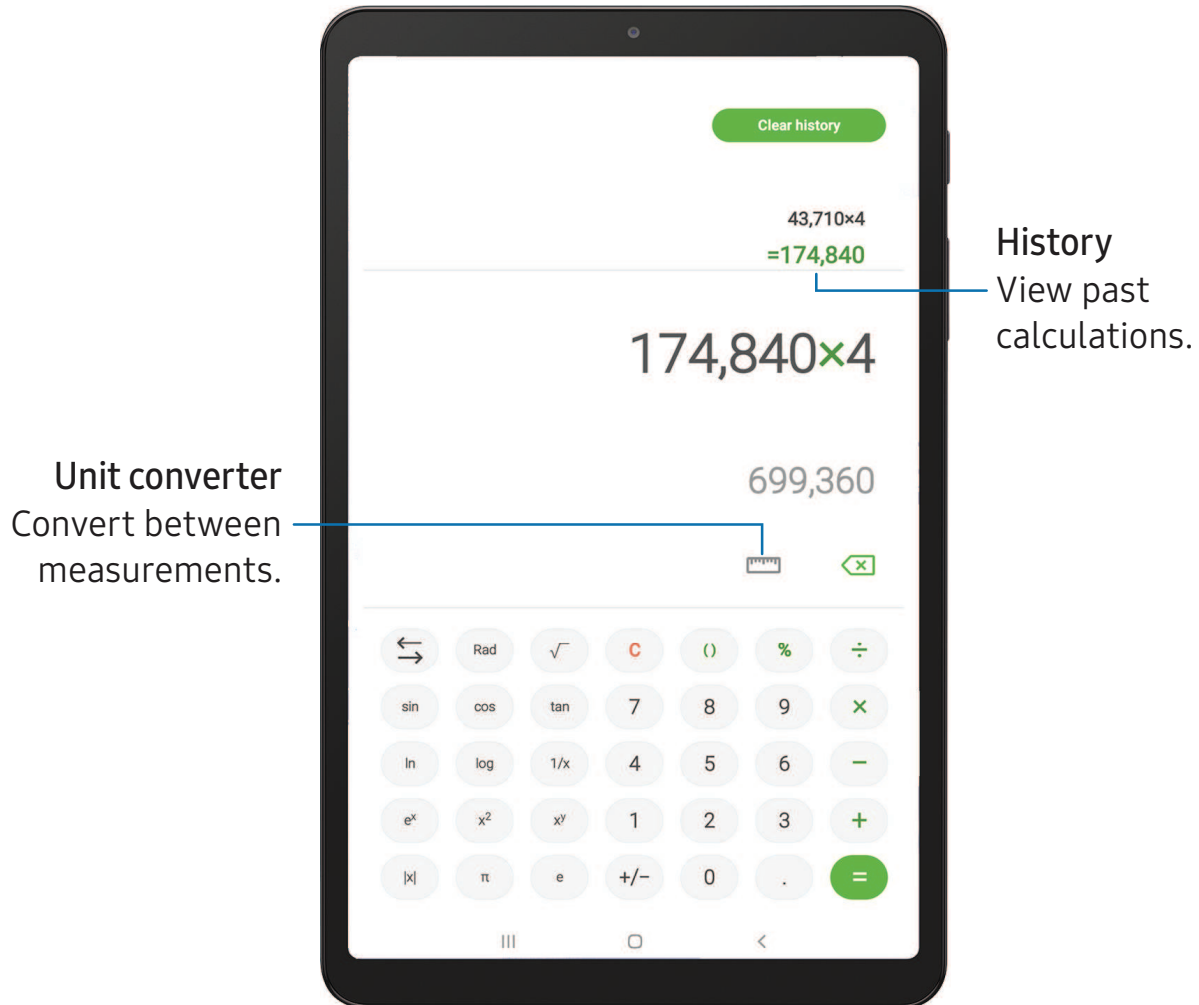 Clear history
43,710×4
=174,840
History
View past
calculations.
174,840×4
Unit converter
Convert between
measurements.
699,360
Rad √ C () % ÷
sin cos tan 7 8 9 ×
ln log 1/x 4 5 6 −
eˣ x² xʸ 1 2 3 +
|x| π e +/− 0 . =